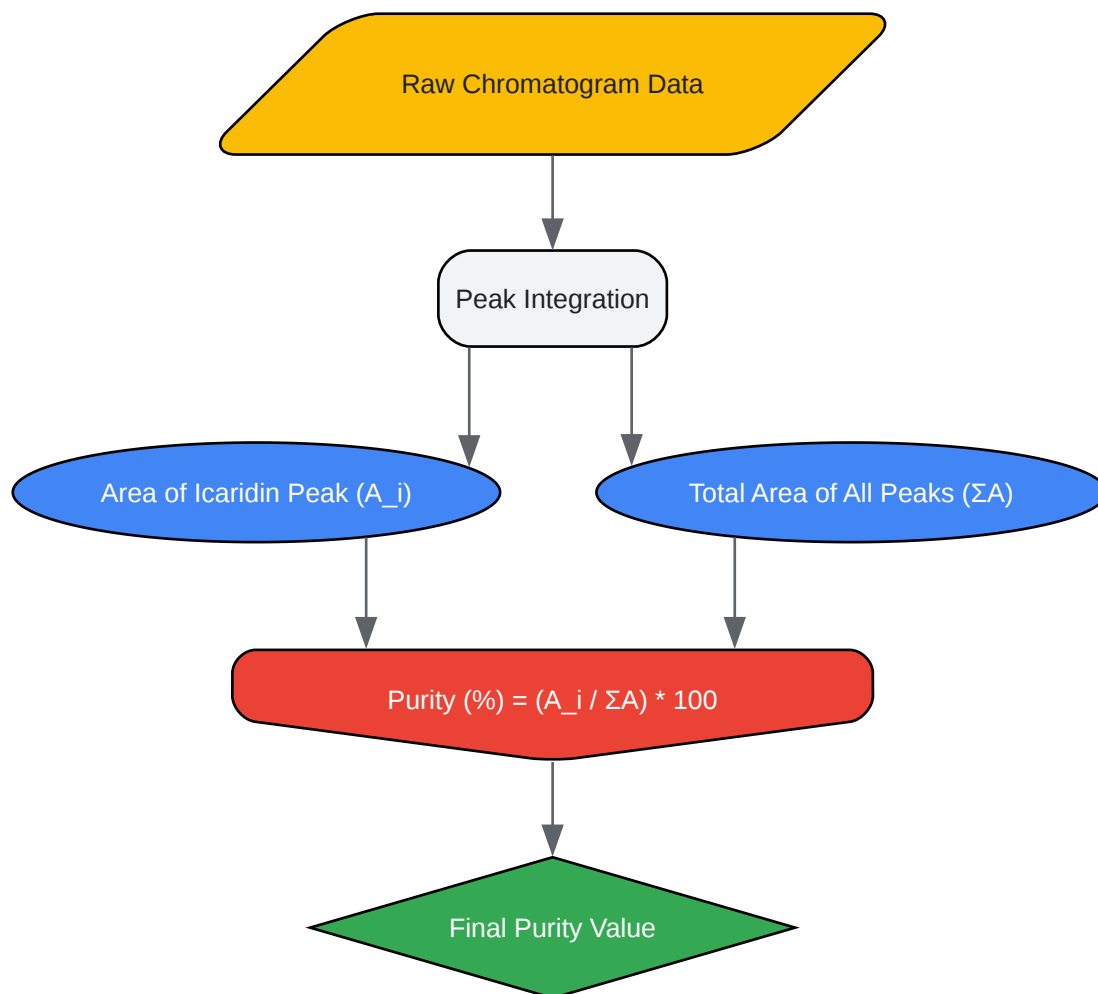 Raw Chromatogram Data
Peak Integration
Area of Icaridin Peak (A_i)
Total Area of All Peaks (ΣA)
Purity (%) = (A_i / ΣA) * 100
Final Purity Value